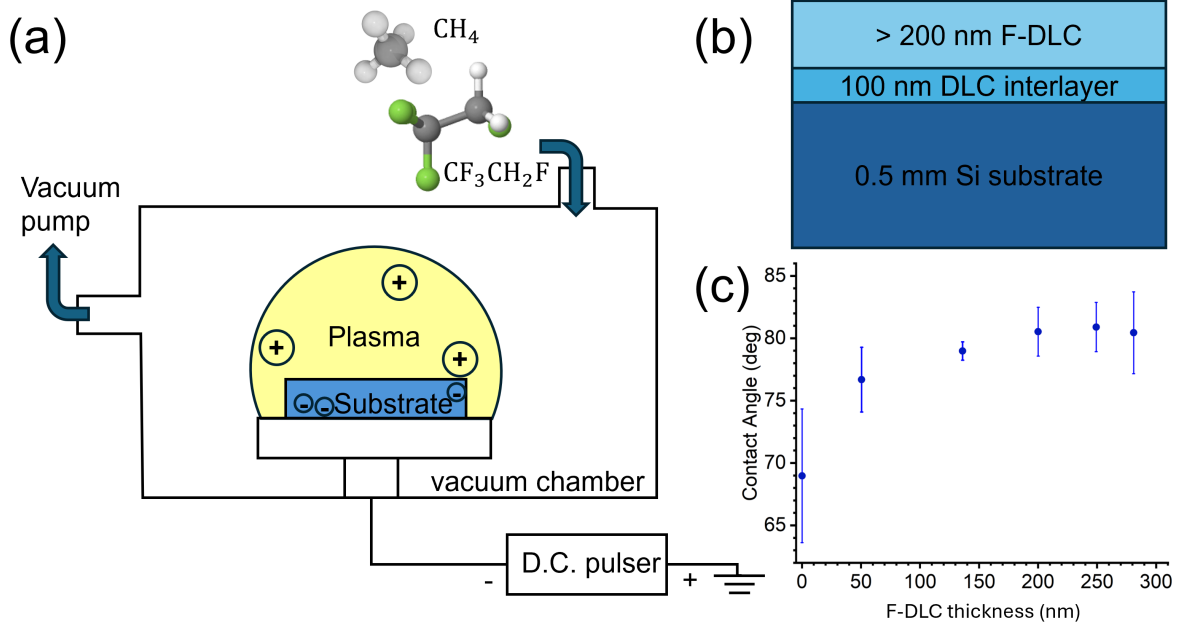 (a)
CH₄
CF₃CH₂F
Vacuum
pump
+
+
+
Plasma
- - Substrate -
vacuum chamber
D.C. pulser
- +
(b)
> 200 nm F-DLC
100 nm DLC interlayer
0.5 mm Si substrate
(c)
Contact Angle (deg)
85
80
75
70
65
0 50 100 150 200 250 300
F-DLC thickness (nm)